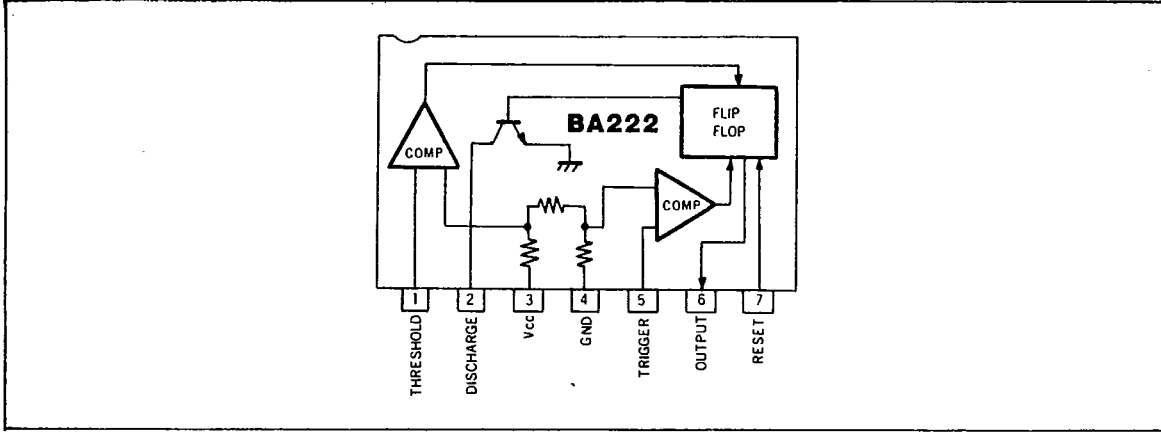 COMP
BA222
FLIP
FLOP
COMP
1 2 3 4 5 6 7
THRESHOLD
DISCHARGE
Vcc
GND
TRIGGER
OUTPUT
RESET